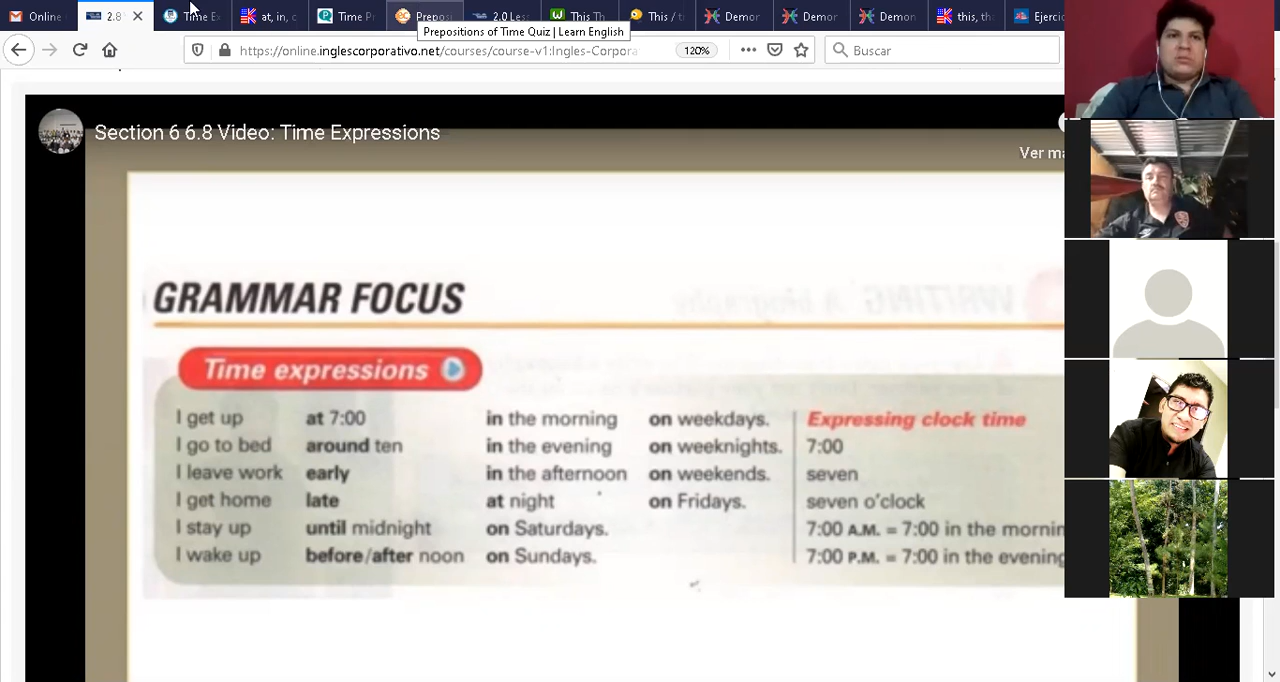 Online
2.8
Time Ex
at, in, c
Time Pr
Preposi
2.0 Les
This Th
This / t
Demor
Demor
Demon
this, tha
Ejercic
Prepositions of Time Quiz | Learn English
https://online.inglescorporativo.net/courses/course-v1:Ingles-Corpora
120%
Buscar
Section 6 6.8 Video: Time Expressions
Ver má
GRAMMAR FOCUS
Time expressions
I get up at 7:00 in the morning on weekdays. Expressing clock time
I go to bed around ten in the evening on weeknights. 7:00
I leave work early in the afternoon on weekends. seven
I get home late at night on Fridays. seven o'clock
I stay up until midnight on Saturdays. 7:00 A.M. = 7:00 in the mornin
I wake up before/after noon on Sundays. 7:00 P.M. = 7:00 in the evening